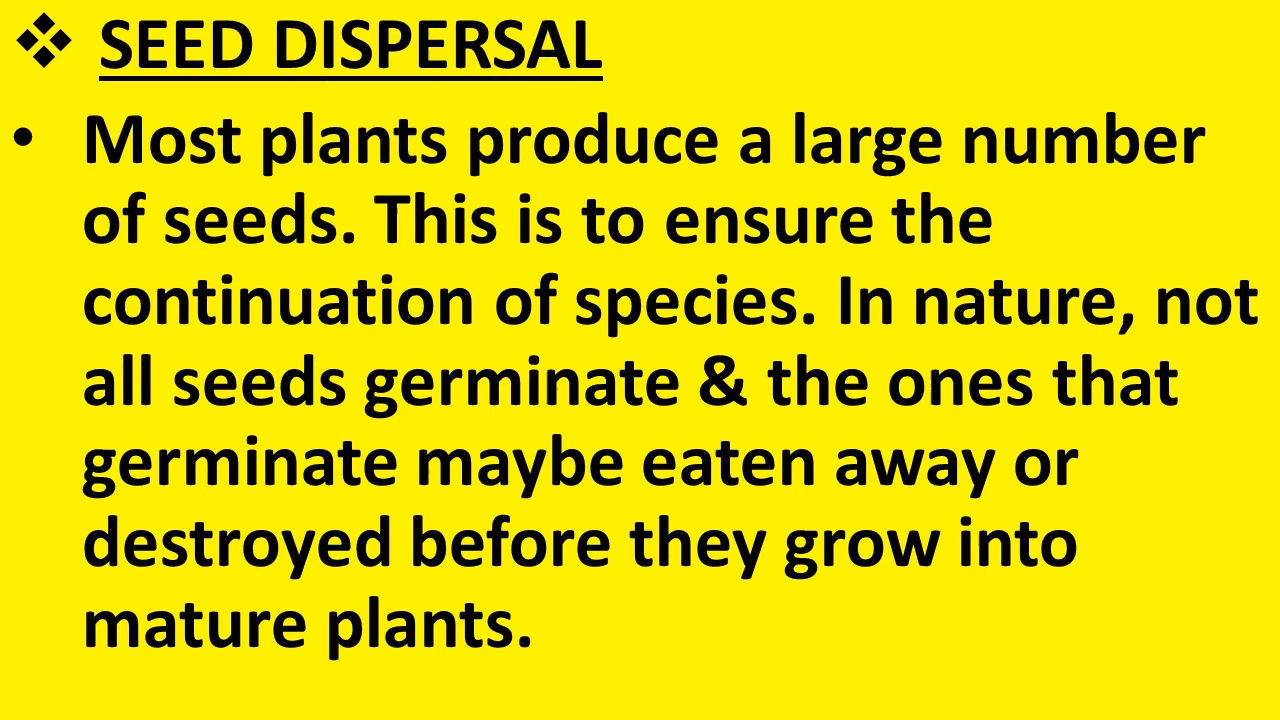 ❖ SEED DISPERSAL
• Most plants produce a large number
of seeds. This is to ensure the
continuation of species. In nature, not
all seeds germinate & the ones that
germinate maybe eaten away or
destroyed before they grow into
mature plants.